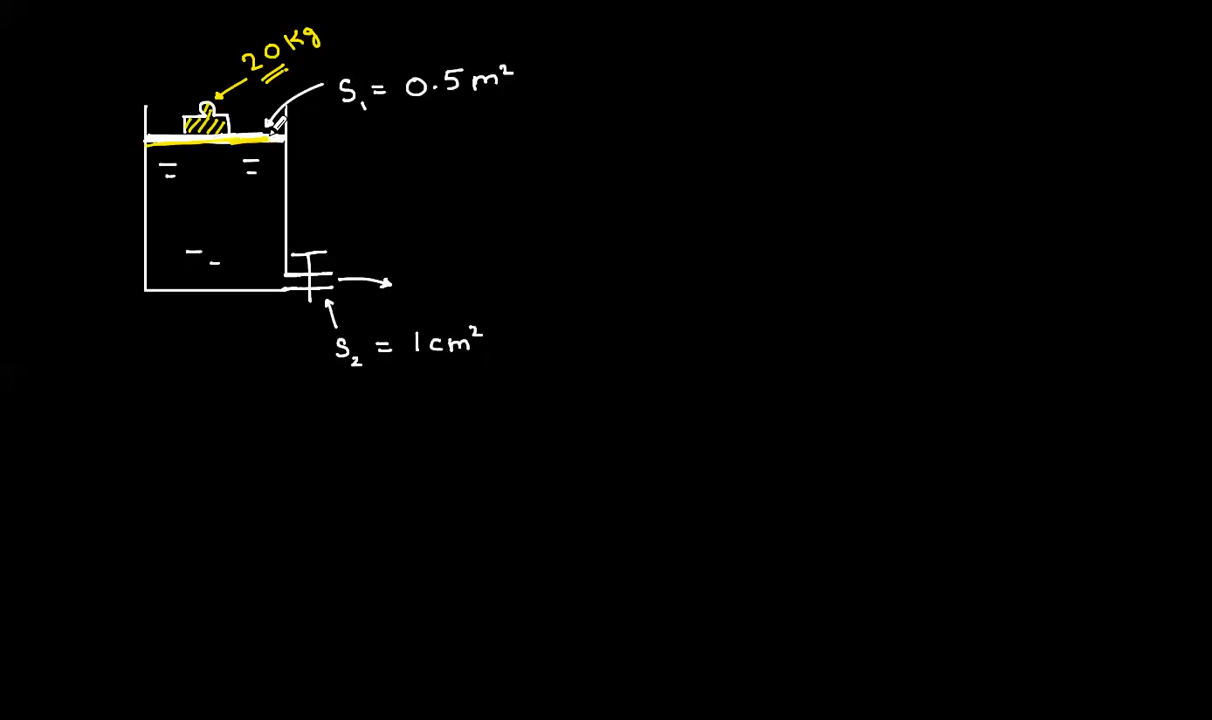 20kg
S₁ = 0.5 m²
S₂ = 1 cm²